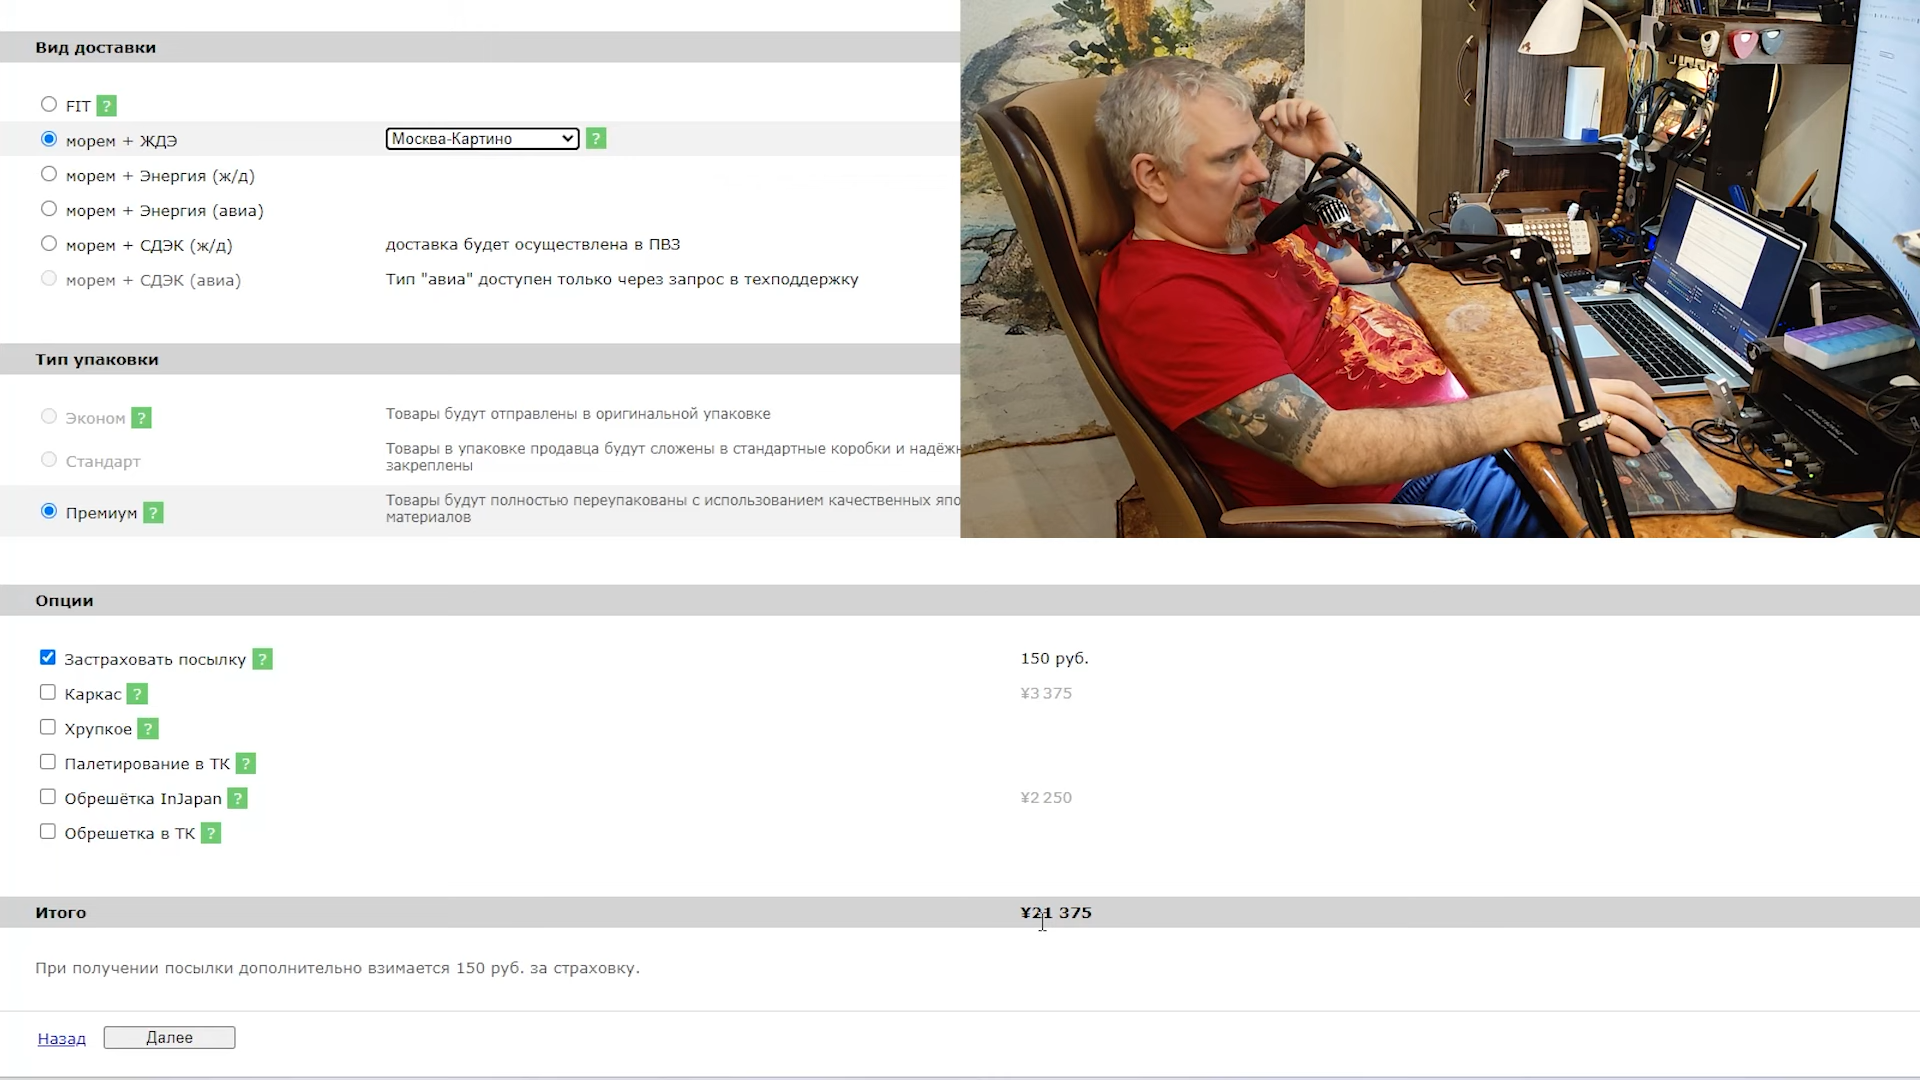 Вид доставки
FIT ?
морем + ЖДЭ Москва-Картино ?
морем + Энергия (ж/д)
морем + Энергия (авиа)
морем + СДЭК (ж/д) доставка будет осуществлена в ПВЗ
морем + СДЭК (авиа) Тип "авиа" доступен только через запрос в техподдержку
Тип упаковки
Эконом ? Товары будут отправлены в оригинальной упаковке
Стандарт Товары в упаковке продавца будут сложены в стандартные коробки и надёжн
закреплены
Премиум ? Товары будут полностью переупакованы с использованием качественных япо
материалов
Опции
Застраховать посылку ? 150 руб.
Каркас ? ¥3 375
Хрупкое ?
Палетирование в ТК ?
Обрешётка InJapan ? ¥2 250
Обрешетка в ТК ?
Итого ¥21 375
При получении посылки дополнительно взимается 150 руб. за страховку.
Назад Далее